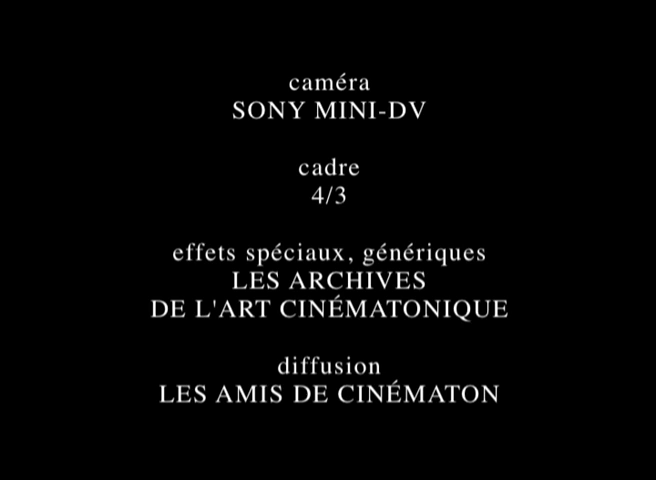 caméra
SONY MINI-DV
cadre
4/3
effets spéciaux, génériques
LES ARCHIVES
DE L'ART CINÉMATONIQUE
diffusion
LES AMIS DE CINÉMATON